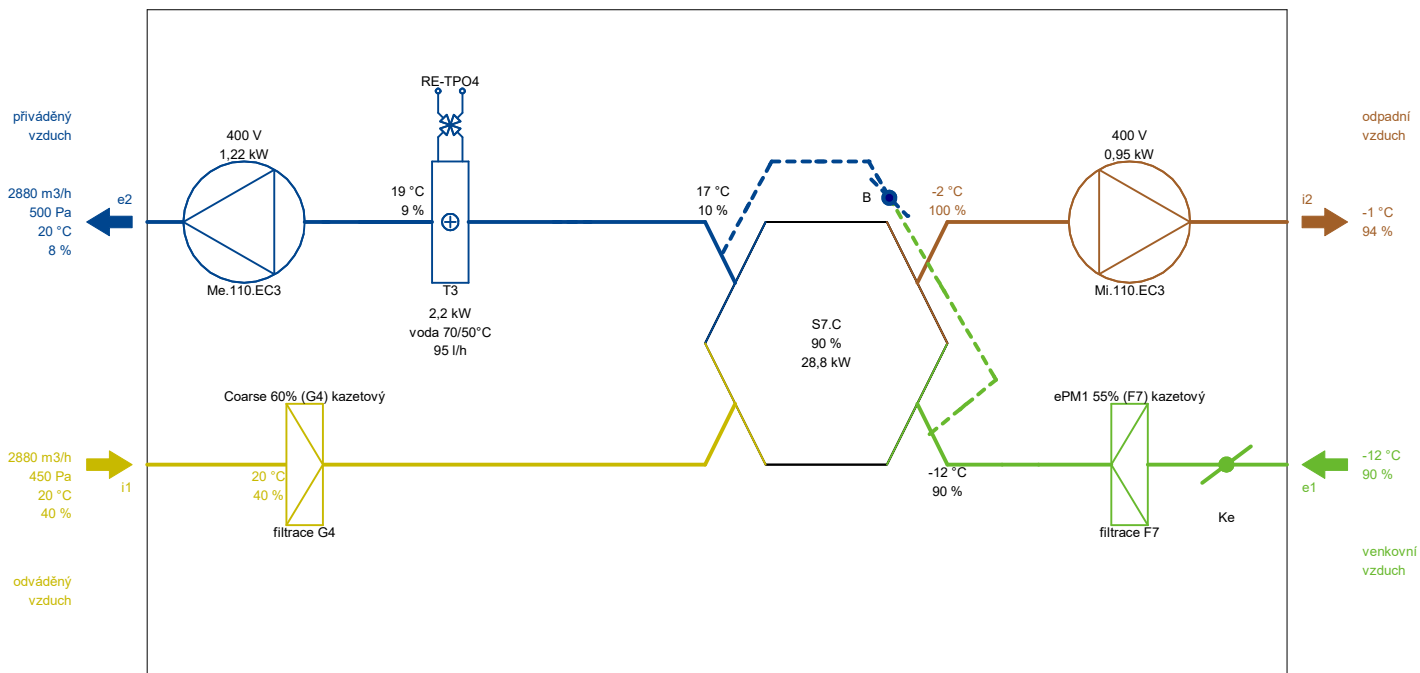 RE-TPO4
přiváděný
vzduch
400 V
1,22 kW
2880 m3/h
500 Pa
20 °C
8 %
e2
19 °C
9 %
17 °C
10 %
B
-2 °C
100 %
400 V
0,95 kW
odpadní
vzduch
i2
-1 °C
94 %
Me.110.EC3
T3
2,2 kW
voda 70/50°C
95 l/h
Mi.110.EC3
S7.C
90 %
28,8 kW
Coarse 60% (G4) kazetový
ePM1 55% (F7) kazetový
2880 m3/h
450 Pa
20 °C
40 %
i1
20 °C
40 %
filtrace G4
-12 °C
90 %
filtrace F7
Ke
-12 °C
90 %
e1
odváděný
vzduch
venkovní
vzduch